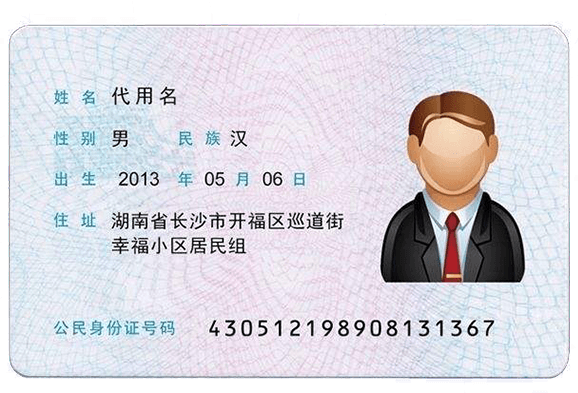 姓名 代用名
性别 男 民族 汉
出生 2013 年 05 月 06 日
住址 湖南省长沙市开福区巡道街
幸福小区居民组
公民身份证号码 430512198908131367